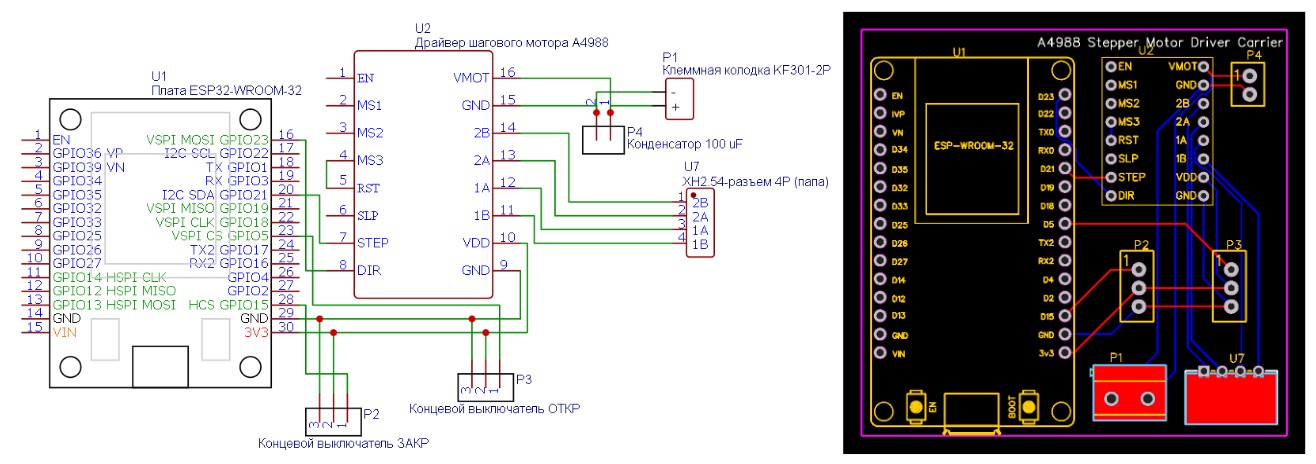 U1
Плата ESP32-WROOM-32
1 EN
2 GPIO36 VP
3 GPIO39 VN
4 GPIO34
5 GPIO35
6 GPIO32
7 GPIO33
8 GPIO25
9 GPIO26
10 GPIO27
11 GPIO14 HSPI CLK
12 GPIO12 HSPI MISO
13 GPIO13 HSPI MOSI
14 GND
15 VIN
VSPI MOSI GPIO23 16
I2C SCL GPIO22 17
TX GPIO1 18
RX GPIO3 19
I2C SDA GPIO21 20
VSPI MISO GPIO19 21
VSPI CLK GPIO18 22
VSPI CS GPIO5 23
TX2 GPIO17 24
RX2 GPIO16 25
GPIO4 26
GPIO2 27
HCS GPIO15 28
GND 29
3V3 30
U2
Драйвер шагового мотора A4988
1 EN
2 MS1
3 MS2
4 MS3
5 RST
6 SLP
7 STEP
8 DIR
VMOT 16
GND 15
2B 14
2A 13
1A 12
1B 11
VDD 10
GND 9
P1
Клеммная колодка KF301-2P
-
+
2 1
P4
Конденсатор 100 uF
U7
XH2.54-разъем 4P (папа)
1 2B
2 2A
3 1A
4 1B
3 2 1
P3
Концевой выключатель ОТКР
3 2 1
P2
Концевой выключатель ЗАКР
A4988 Stepper Motor Driver Carrier
U1
EN
IVP
VN
D34
D35
D32
D33
D25
D26
D27
D14
D12
D13
GND
VIN
D23
D22
TX0
RX0
D21
D19
D18
D5
TX2
RX2
D4
D2
D15
GND
3v3
ESP-WROOM-32
EN
BOOT
U2
EN
MS1
MS2
MS3
RST
SLP
STEP
DIR
VMOT
GND
2B
2A
1A
1B
VDD
GND
P4
1
P2
1
P3
1
P1
U7